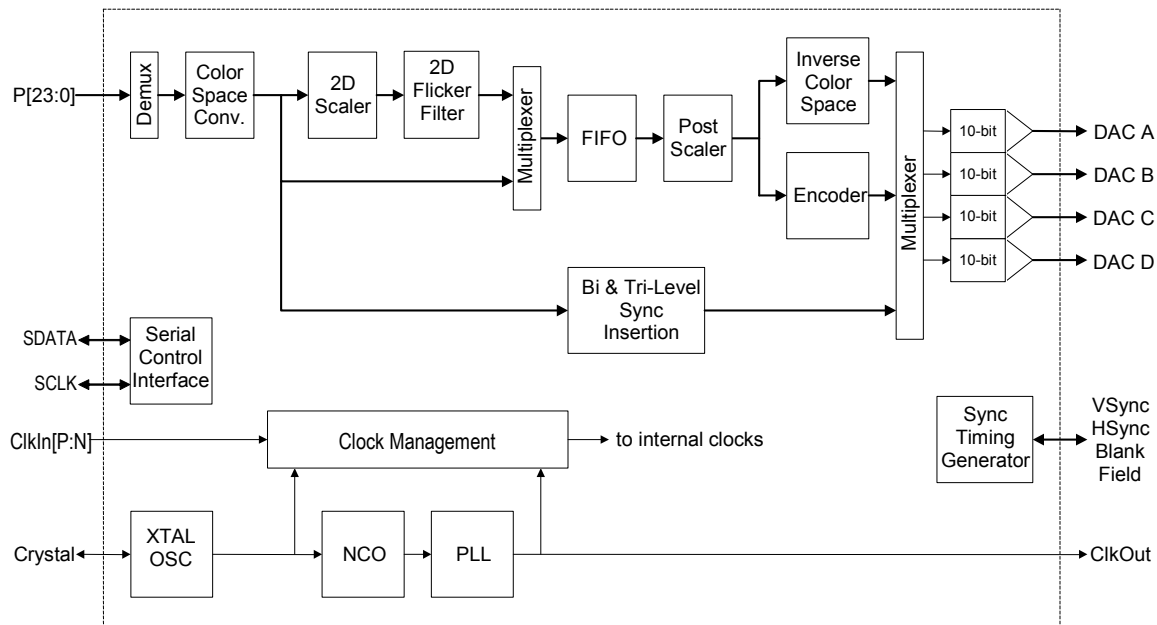 P[23:0]
Demux
Color
Space
Conv.
2D
Scaler
2D
Flicker
Filter
Multiplexer
FIFO
Post
Scaler
Inverse
Color
Space
Encoder
Multiplexer
10-bit
DAC A
10-bit
DAC B
10-bit
DAC C
10-bit
DAC D
Bi & Tri-Level
Sync
Insertion
SDATA
SCLK
Serial
Control
Interface
ClkIn[P:N]
Clock Management
to internal clocks
Sync
Timing
Generator
VSync
HSync
Blank
Field
Crystal
XTAL
OSC
NCO
PLL
ClkOut